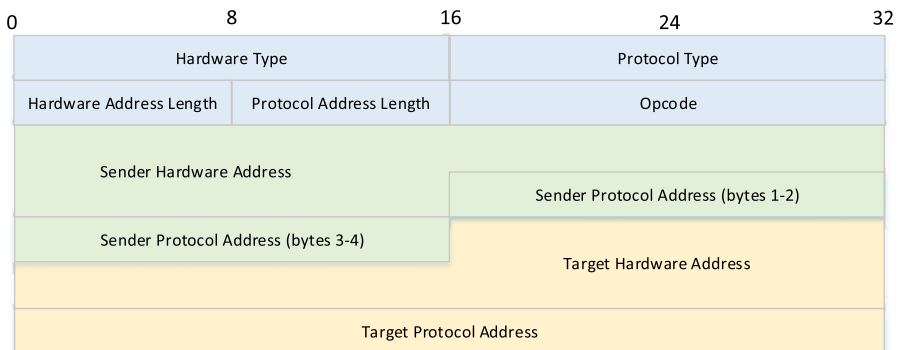 0 8 16 24 32
Hardware Type Protocol Type
Hardware Address Length Protocol Address Length Opcode
Sender Hardware Address
Sender Protocol Address (bytes 1-2)
Sender Protocol Address (bytes 3-4)
Target Hardware Address
Target Protocol Address